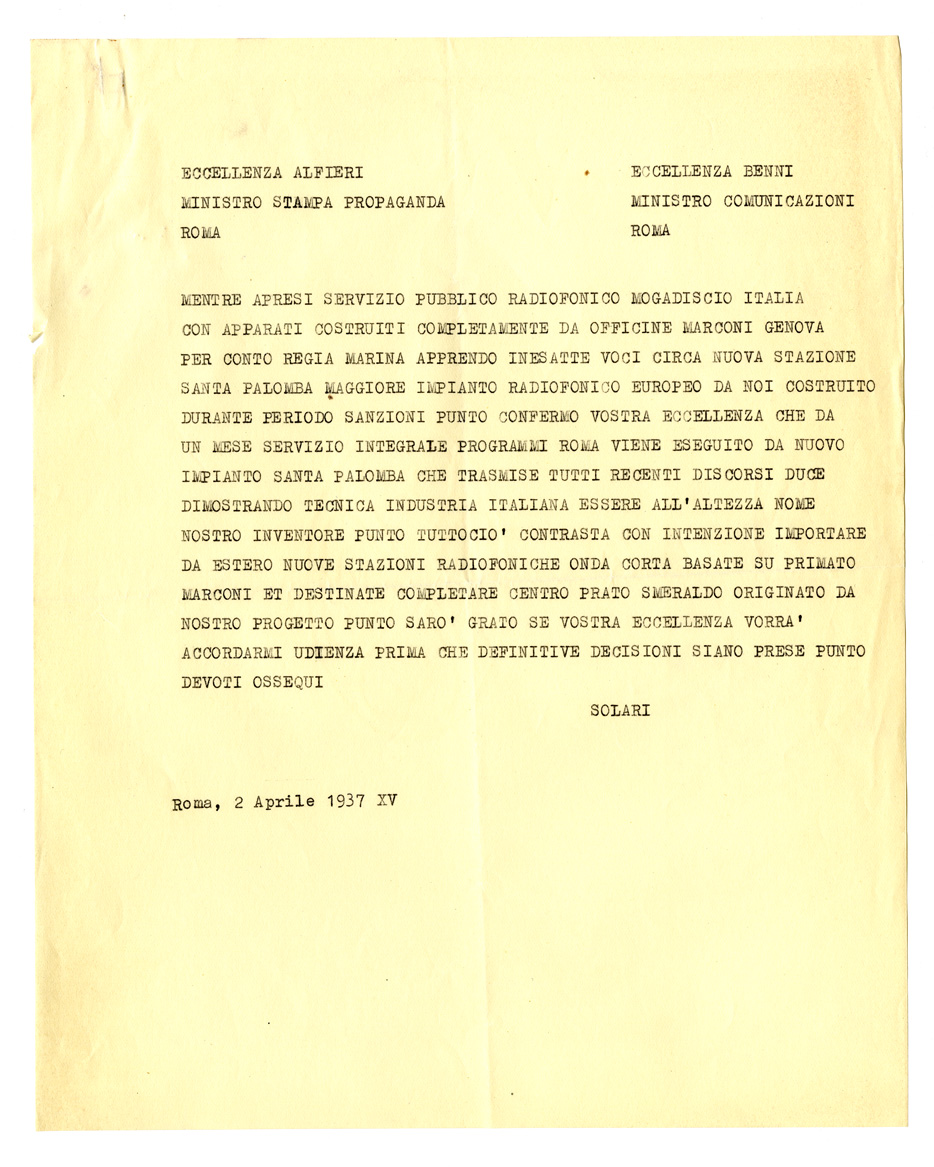 ECCELLENZA ALFIERI
MINISTRO STAMPA PROPAGANDA
ROMA
ECCELLENZA BENNI
MINISTRO COMUNICAZIONI
ROMA
MENTRE APRESI SERVIZIO PUBBLICO RADIOFONICO MOGADISCIO ITALIA
CON APPARATI COSTRUITI COMPLETAMENTE DA OFFICINE MARCONI GENOVA
PER CONTO REGIA MARINA APPRENDO INESATTE VOCI CIRCA NUOVA STAZIONE
SANTA PALOMBA MAGGIORE IMPIANTO RADIOFONICO EUROPEO DA NOI COSTRUITO
DURANTE PERIODO SANZIONI PUNTO CONFERMO VOSTRA ECCELLENZA CHE DA
UN MESE SERVIZIO INTEGRALE PROGRAMMI ROMA VIENE ESEGUITO DA NUOVO
IMPIANTO SANTA PALOMBA CHE TRASMISE TUTTI RECENTI DISCORSI DUCE
DIMOSTRANDO TECNICA INDUSTRIA ITALIANA ESSERE ALL'ALTEZZA NOME
NOSTRO INVENTORE PUNTO TUTTOCIO' CONTRASTA CON INTENZIONE IMPORTARE
DA ESTERO NUOVE STAZIONI RADIOFONICHE ONDA CORTA BASATE SU PRIMATO
MARCONI ET DESTINATE COMPLETARE CENTRO PRATO SMERALDO ORIGINATO DA
NOSTRO PROGETTO PUNTO SARO' GRATO SE VOSTRA ECCELLENZA VORRA'
ACCORDARMI UDIENZA PRIMA CHE DEFINITIVE DECISIONI SIANO PRESE PUNTO
DEVOTI OSSEQUI
SOLARI
Roma, 2 Aprile 1937 XV